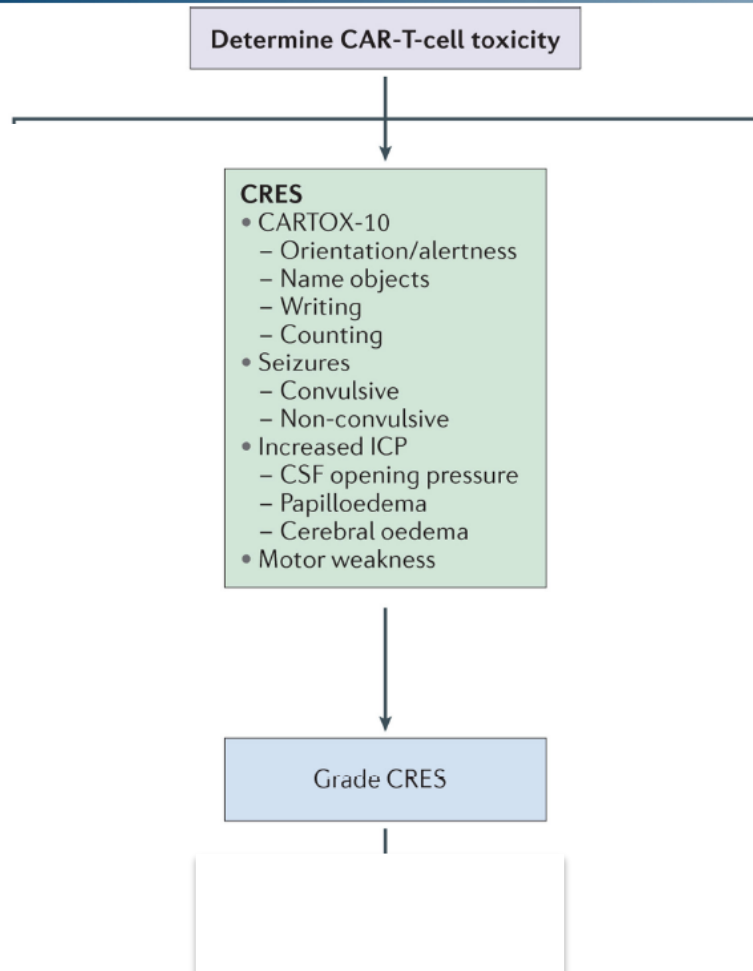 Determine CAR-T-cell toxicity
CRES
• CARTOX-10
– Orientation/alertness
– Name objects
– Writing
– Counting
• Seizures
– Convulsive
– Non-convulsive
• Increased ICP
– CSF opening pressure
– Papilloedema
– Cerebral oedema
• Motor weakness
Grade CRES